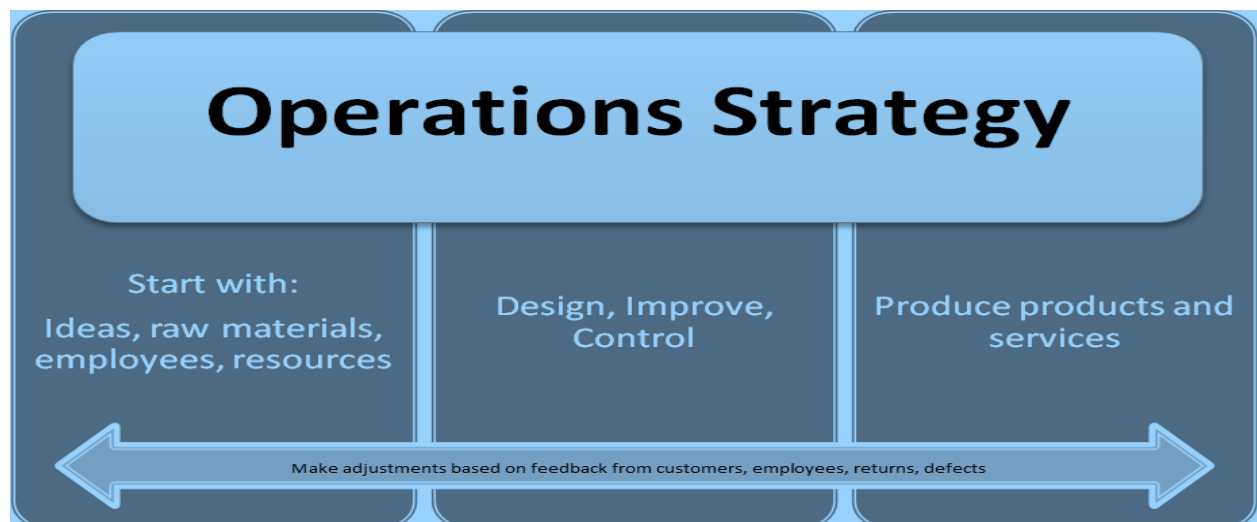 Operations Strategy
Start with:
Ideas, raw materials,
employees, resources
Design, Improve,
Control
Produce products and
services
Make adjustments based on feedback from customers, employees, returns, defects